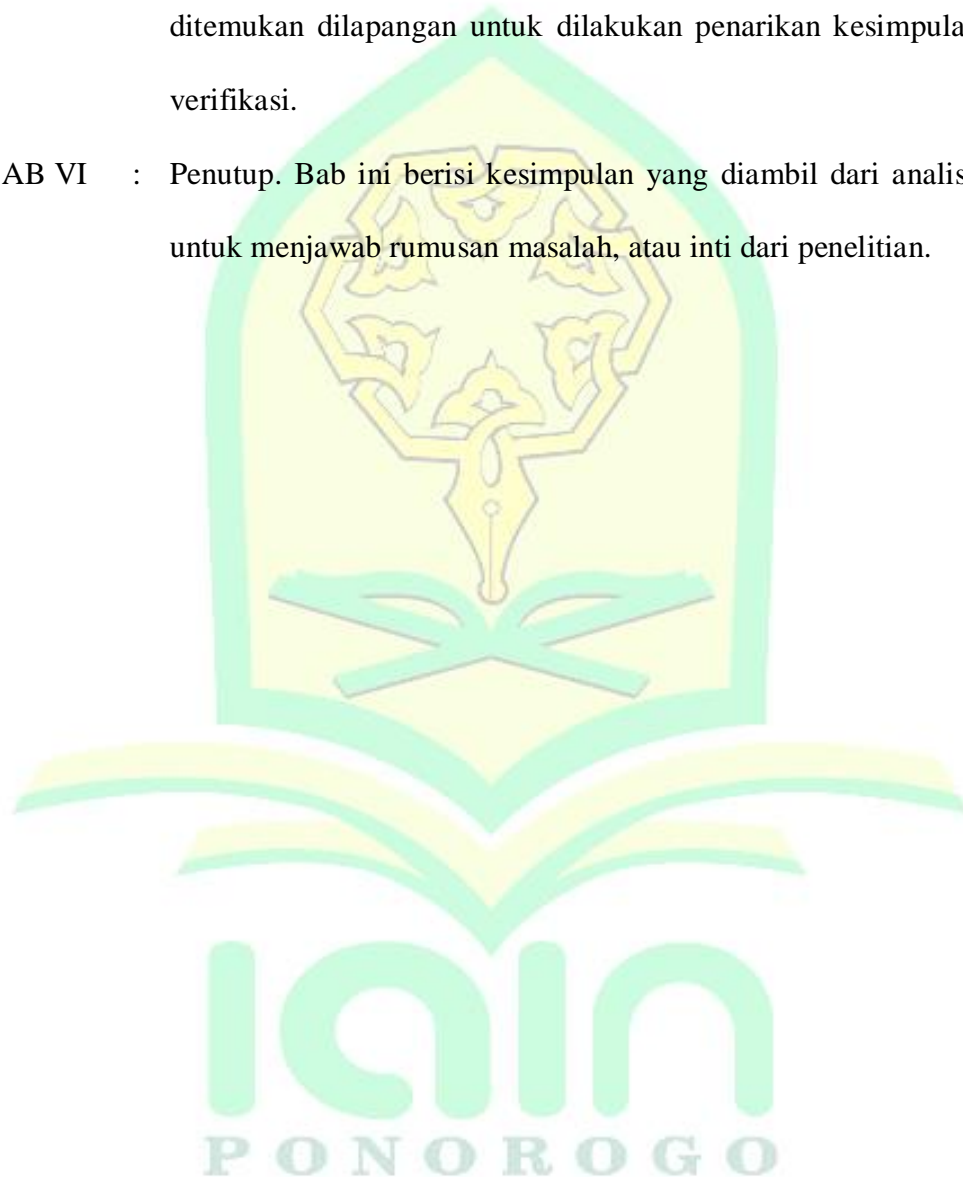 ditemukan dilapangan untuk dilakukan penarikan kesimpula
verifikasi.
AB VI : Penutup. Bab ini berisi kesimpulan yang diambil dari analis
untuk menjawab rumusan masalah, atau inti dari penelitian.
iain
PONOROGO